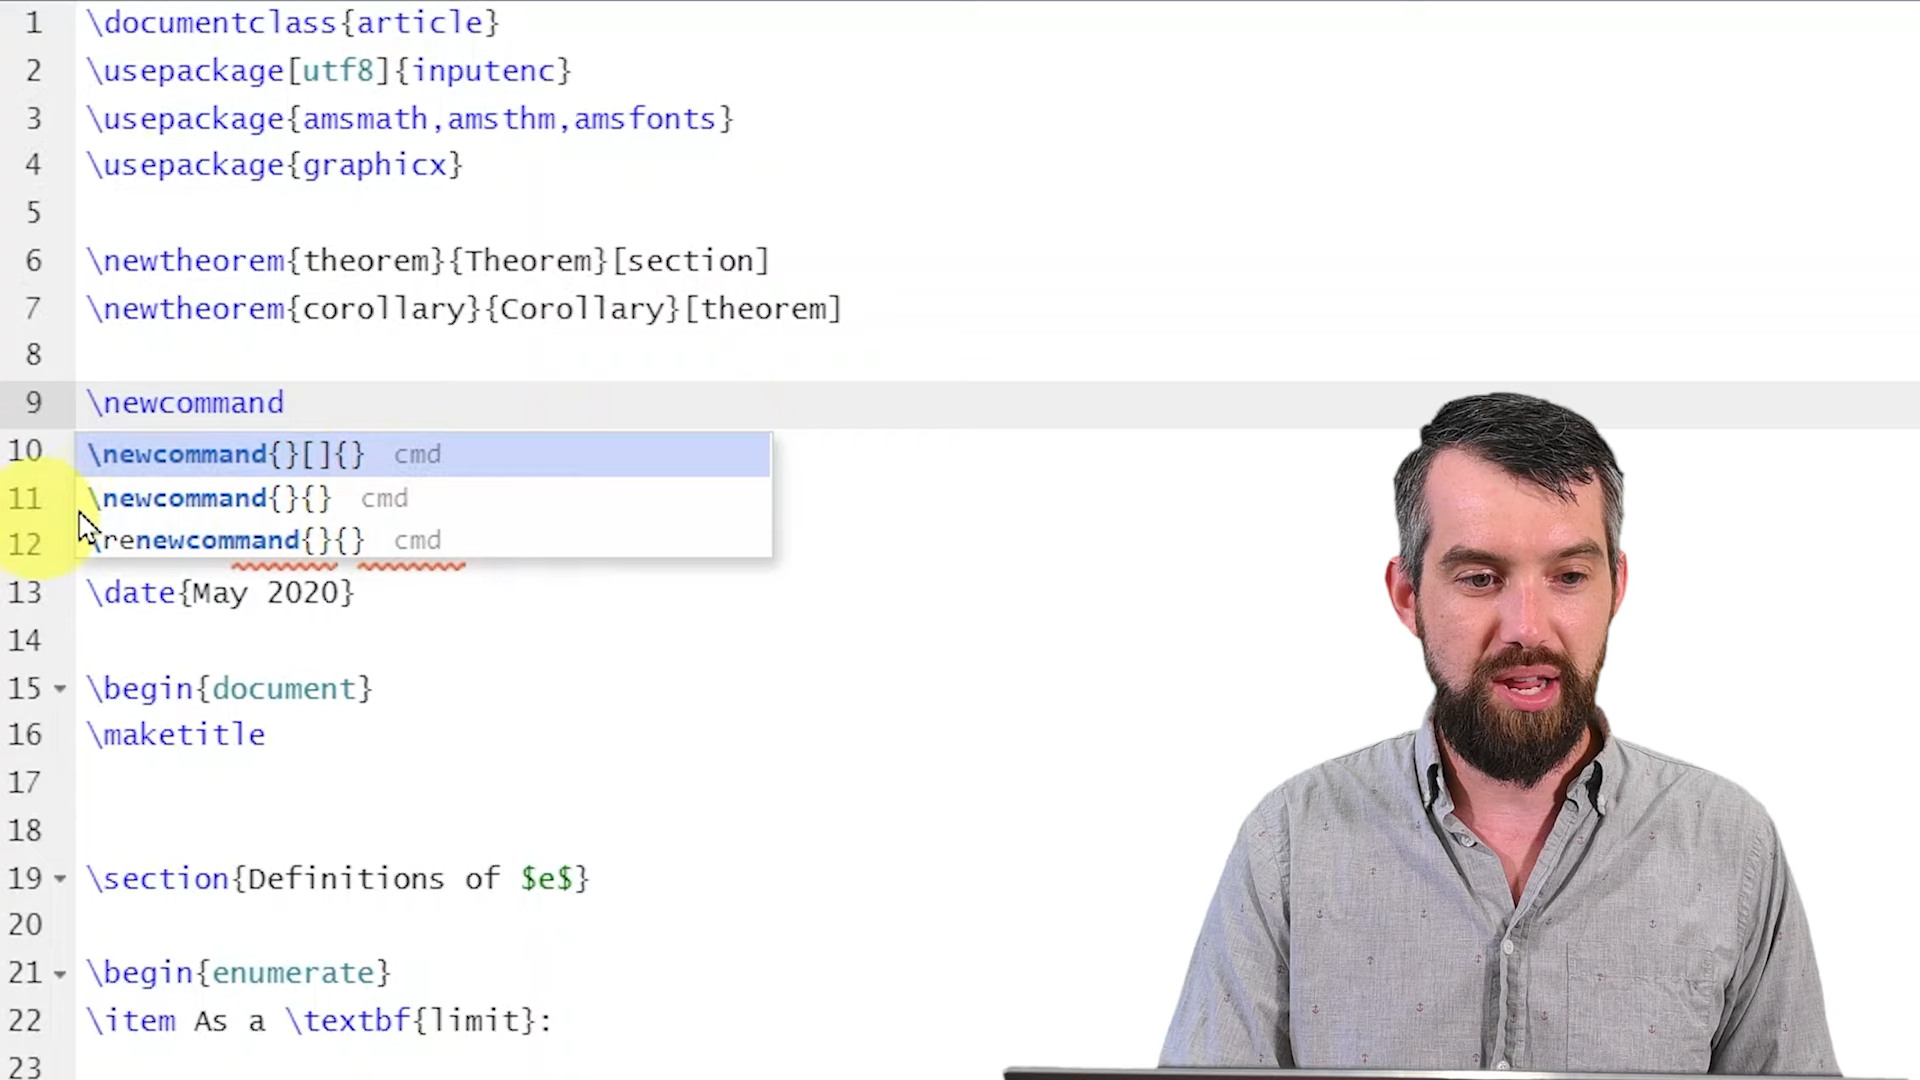 1 \documentclass{article}
2 \usepackage[utf8]{inputenc}
3 \usepackage{amsmath,amsthm,amsfonts}
4 \usepackage{graphicx}
5
6 \newtheorem{theorem}{Theorem}[section]
7 \newtheorem{corollary}{Corollary}[theorem]
8
9 \newcommand
10 \newcommand{}[]{} cmd
11 \newcommand{}{} cmd
12 \renewcommand{}{} cmd
13 \date{May 2020}
14
15 \begin{document}
16 \maketitle
17
18
19 \section{Definitions of $e$}
20
21 \begin{enumerate}
22 \item As a \textbf{limit}:
23